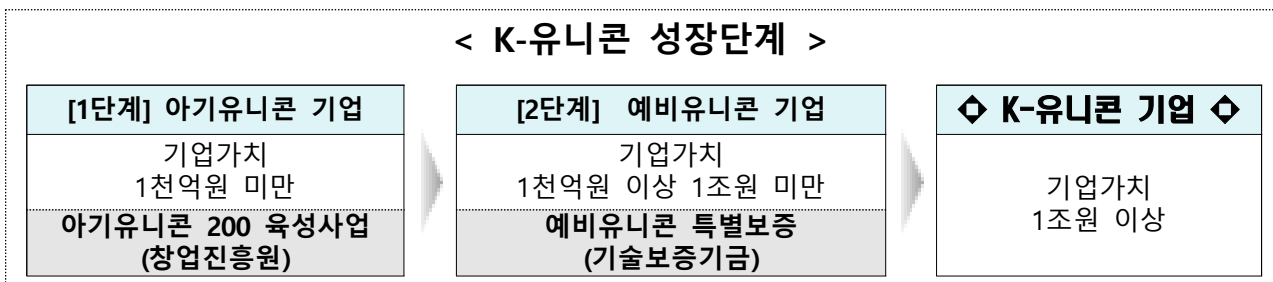 < K-유니콘 성장단계 >
[1단계] 아기유니콘 기업
기업가치
1천억원 미만
아기유니콘 200 육성사업
(창업진흥원)
[2단계] 예비유니콘 기업
기업가치
1천억원 이상 1조원 미만
예비유니콘 특별보증
(기술보증기금)
◇ K-유니콘 기업 ◇
기업가치
1조원 이상